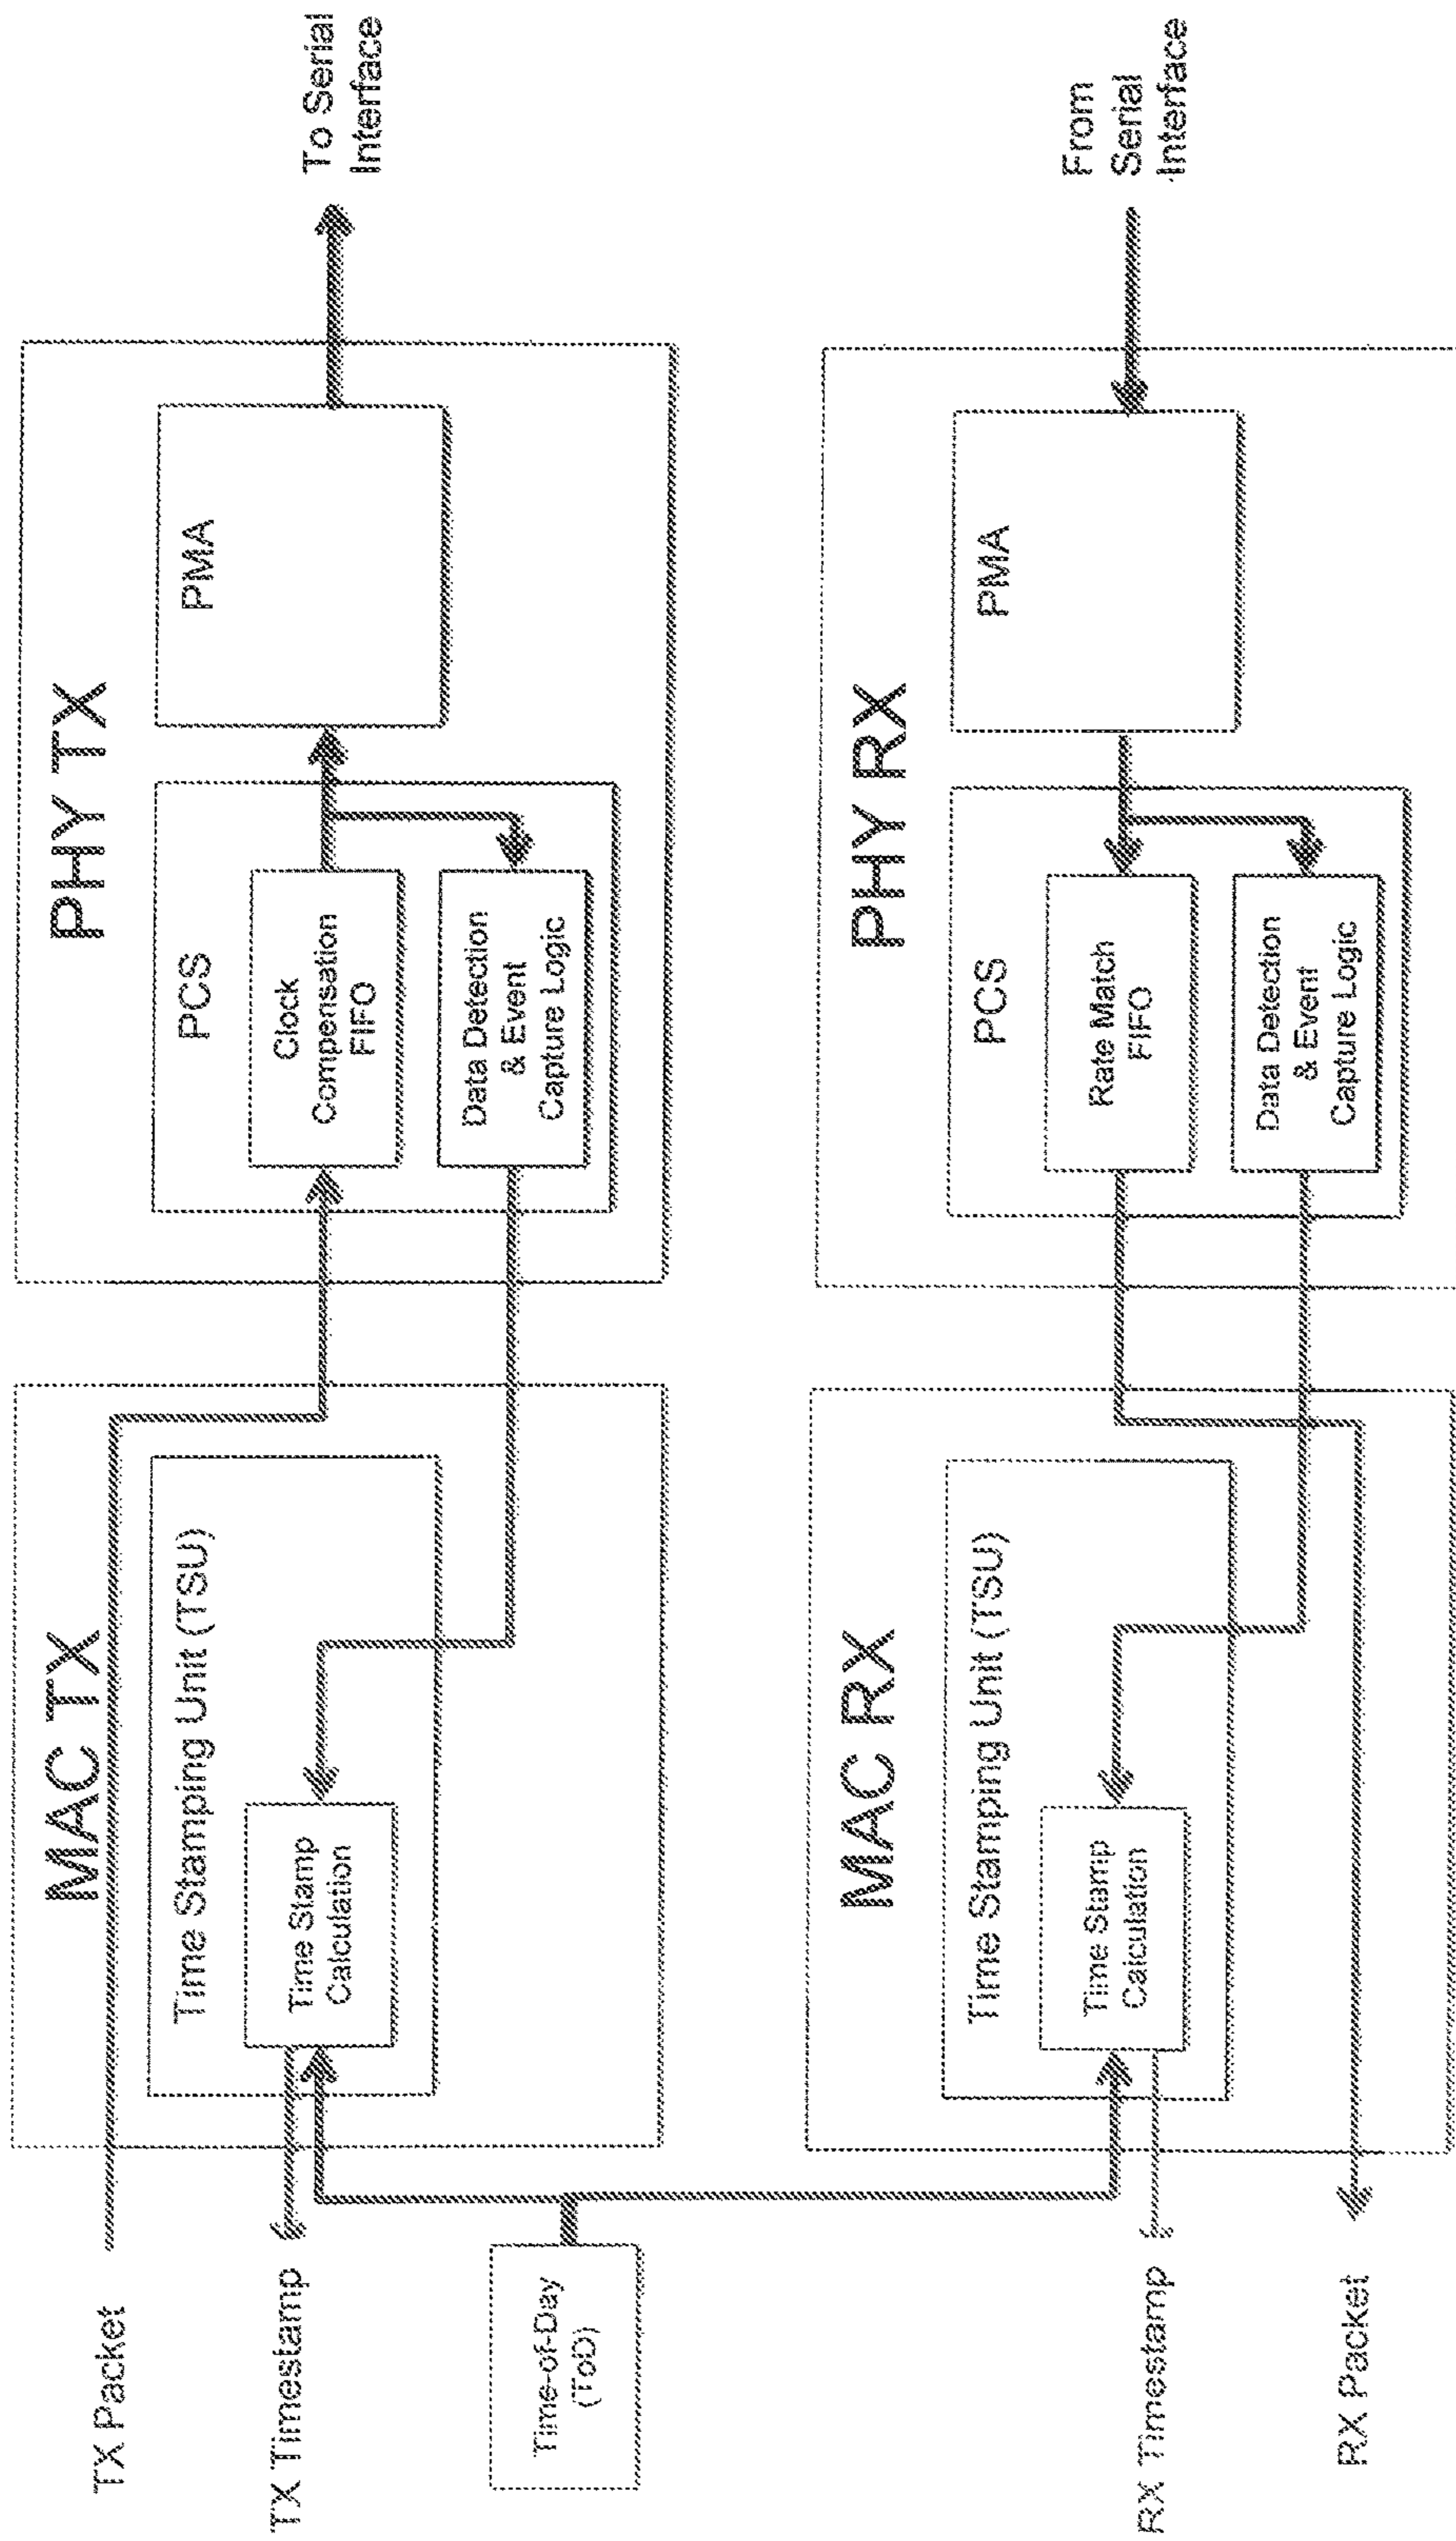 TX Packet
TX Timestamp
Time-of-Day
(ToD)
MAC TX
Time Stamping Unit (TSU)
Time Stamp
Calculation
PHY TX
PCS
Clock
Compensation
FIFO
Data Detection
& Event
Capture Logic
PMA
To Serial
Interface
RX Timestamp
RX Packet
MAC RX
Time Stamping Unit (TSU)
Time Stamp
Calculation
PHY RX
PCS
Rate Match
FIFO
Data Detection
& Event
Capture Logic
PMA
From
Serial
Interface